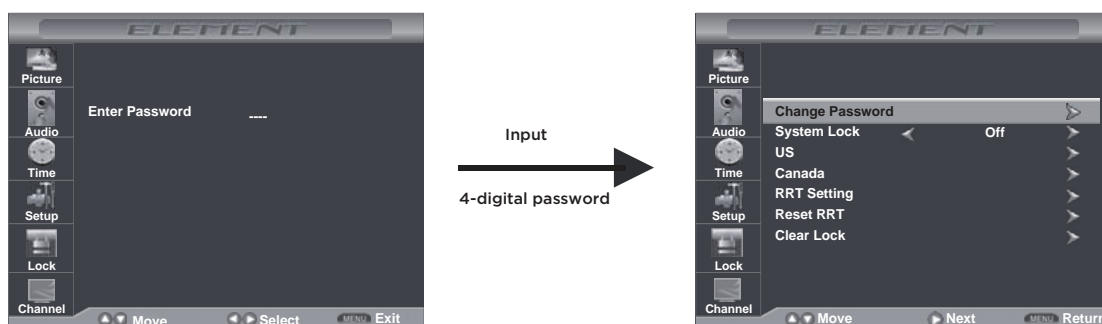 ELEMENT
Picture
Audio
Time
Setup
Lock
Channel
Enter Password ----
Move Select MENU Exit
Input
4-digital password
ELEMENT
Picture
Audio
Time
Setup
Lock
Channel
Change Password
System Lock Off
US
Canada
RRT Setting
Reset RRT
Clear Lock
Move Next MENU Return